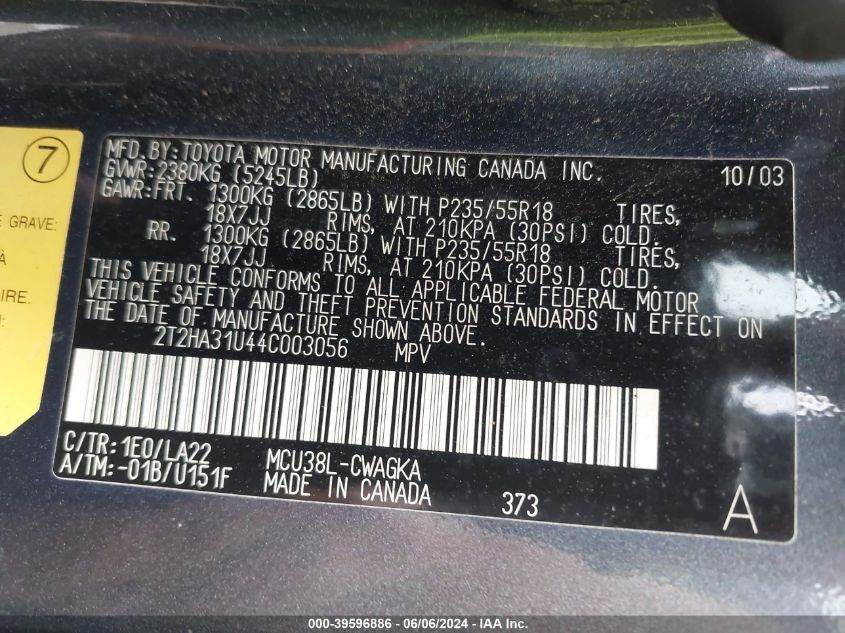 7
E GRAVE:
À
IRE.
MFD. BY: TOYOTA MOTOR MANUFACTURING CANADA INC. 10/03
GVWR: 2380KG (5245LB)
GAWR: FRT. 1300KG (2865LB) WITH P235/55R18 TIRES,
18X7JJ RIMS, AT 210KPA (30PSI) COLD.
RR. 1300KG (2865LB) WITH P235/55R18 TIRES,
18X7JJ RIMS, AT 210KPA (30PSI) COLD.
THIS VEHICLE CONFORMS TO ALL APPLICABLE FEDERAL MOTOR
VEHICLE SAFETY AND THEFT PREVENTION STANDARDS IN EFFECT ON
THE DATE OF MANUFACTURE SHOWN ABOVE.
2T2HA31U44C003056 MPV
C/TR: 1E0/LA22 MCU38L-CWAGKA
A/TM: -01B/U151F MADE IN CANADA 373 A
000-39596886 - 06/06/2024 - IAA Inc.